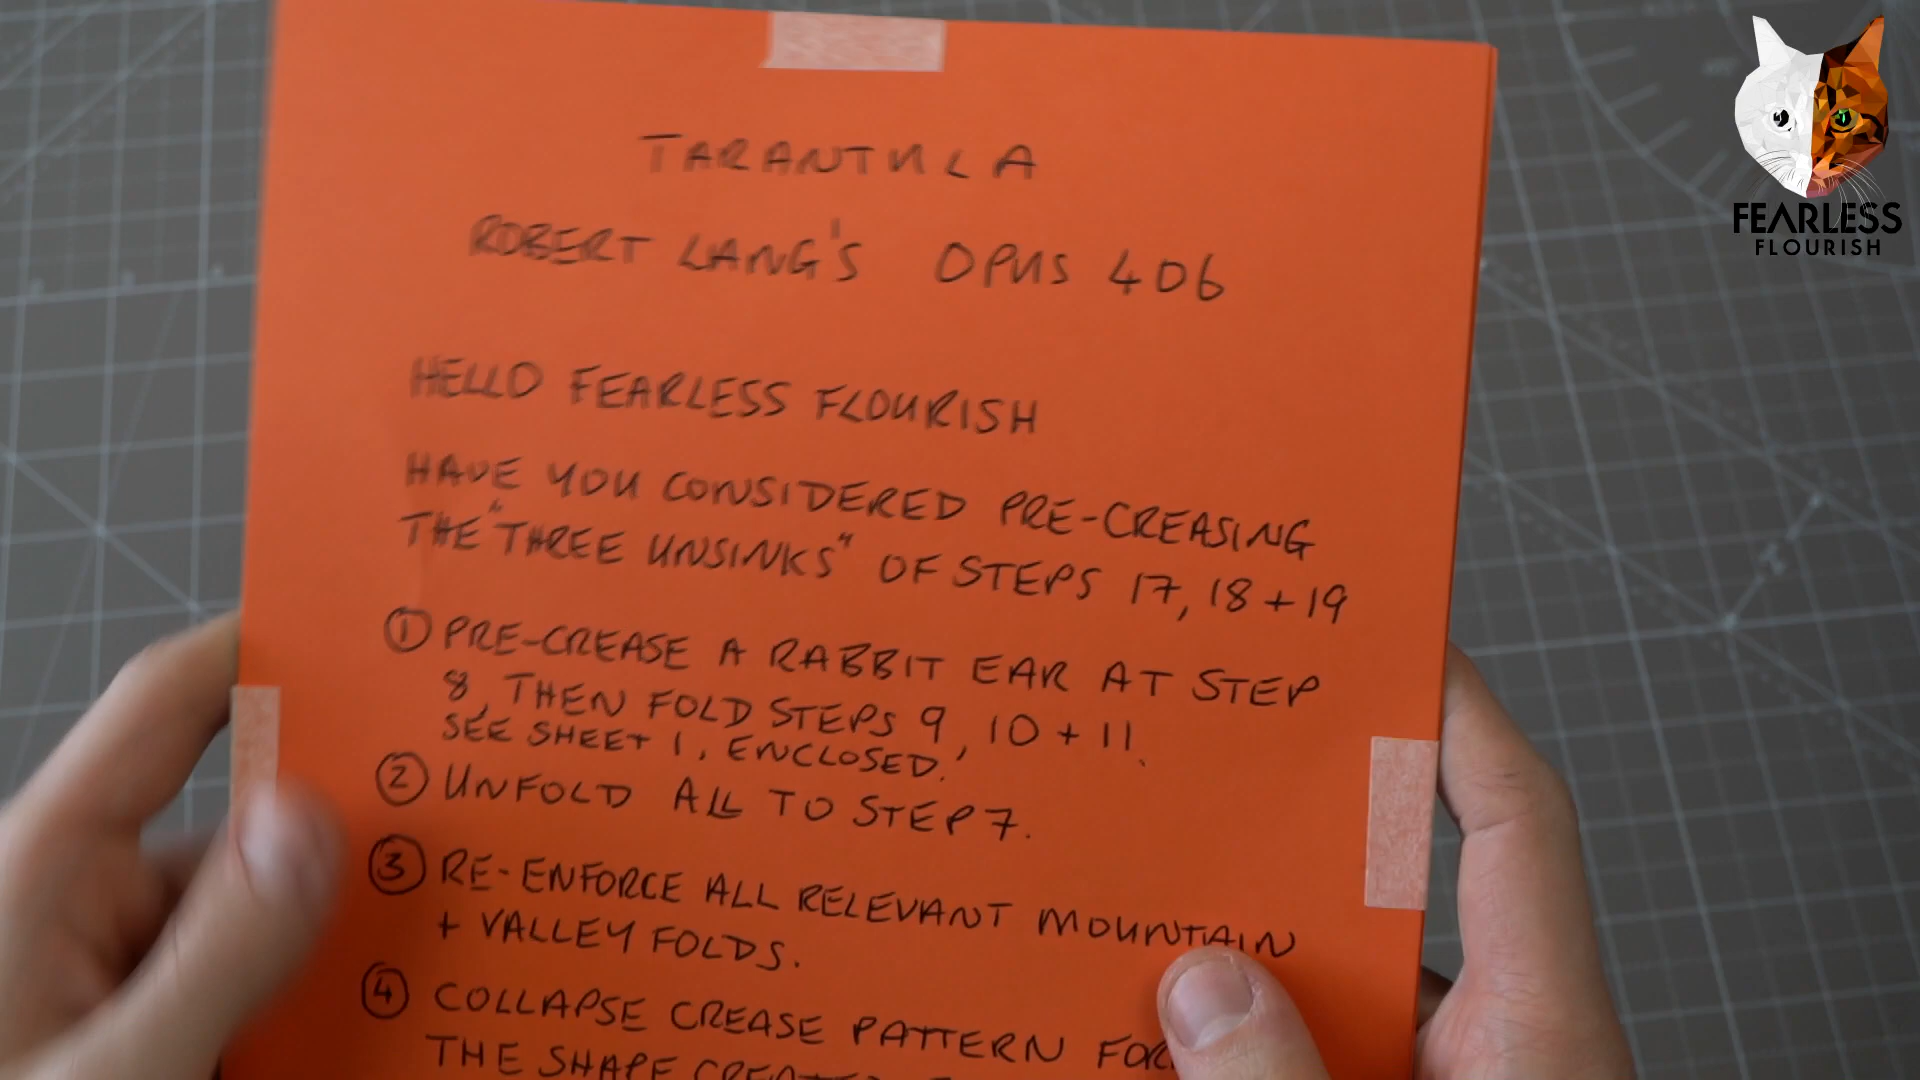 TARANTULA
ROBERT LANG'S OPUS 406
HELLO FEARLESS FLOURISH
HAVE YOU CONSIDERED PRE-CREASING
THE "THREE UNSINKS" OF STEPS 17, 18 + 19
① PRE-CREASE A RABBIT EAR AT STEP
8, THEN FOLD STEPS 9, 10 + 11.
SEE SHEET 1, ENCLOSED.
② UNFOLD ALL TO STEP 7.
③ RE-ENFORCE ALL RELEVANT MOUNTAIN
+ VALLEY FOLDS.
④ COLLAPSE CREASE PATTERN
THE SHAPE
FEARLESS
FLOURISH